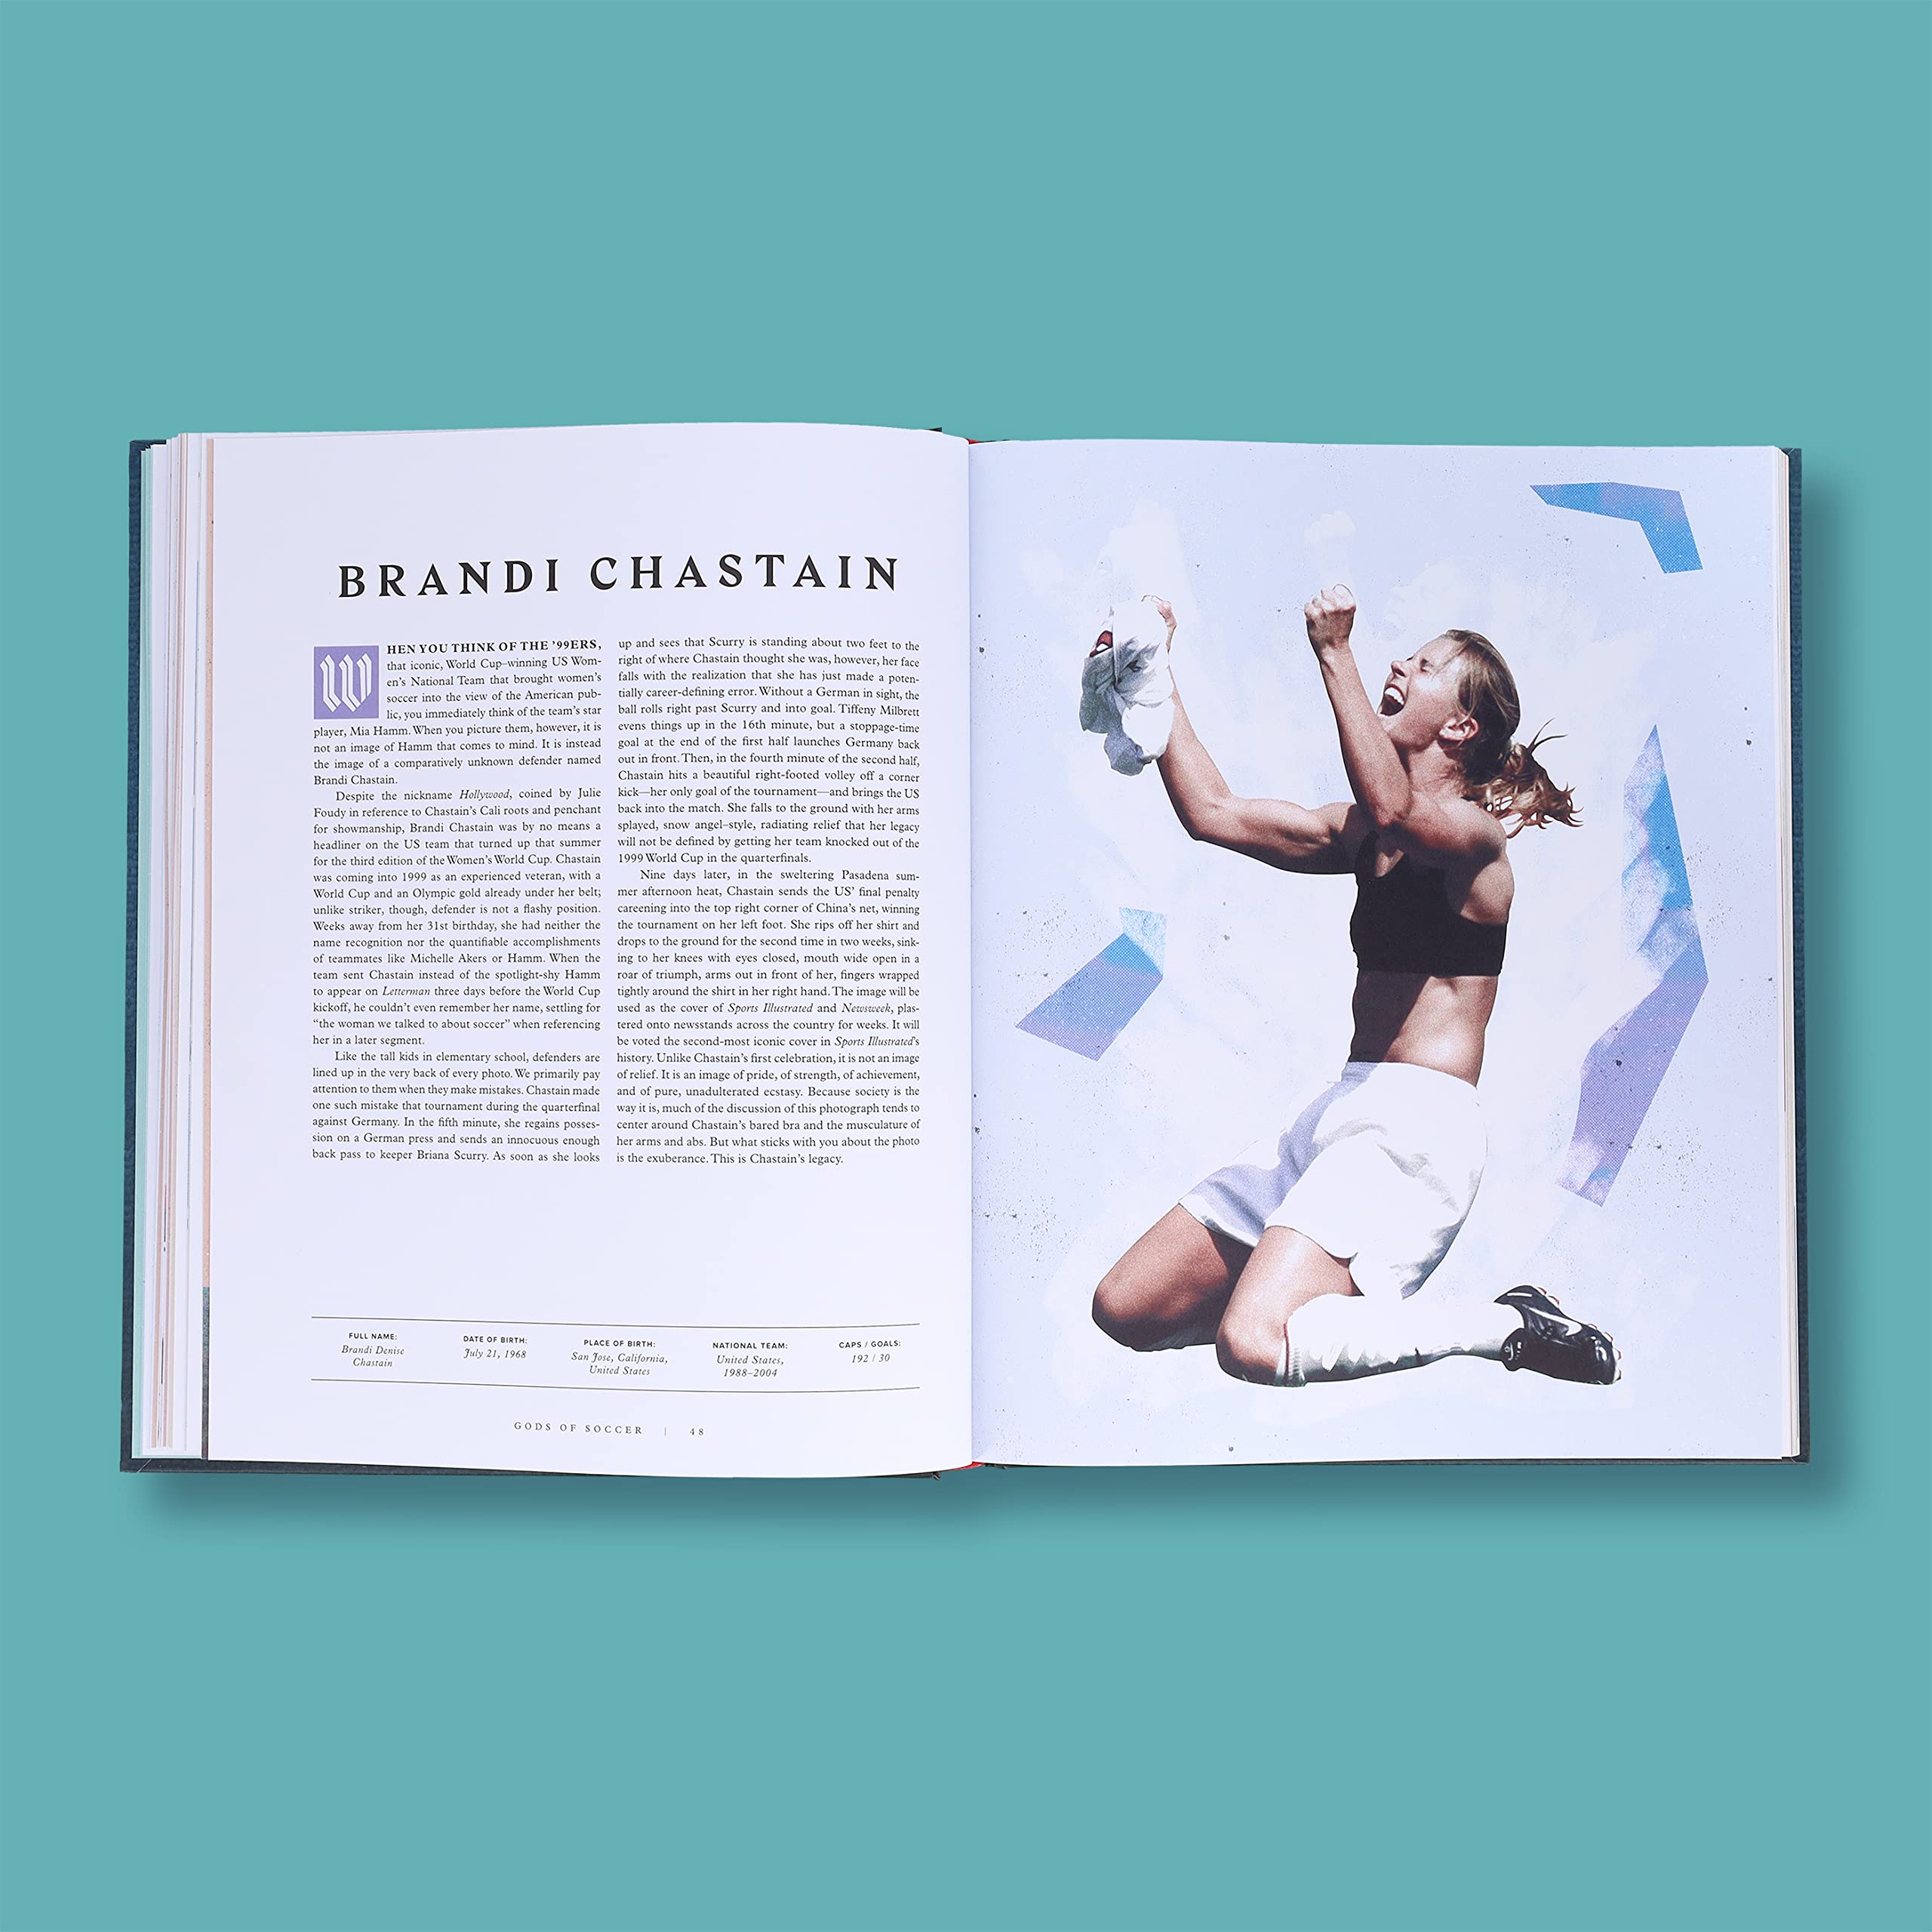 BRANDI CHASTAIN
WHEN YOU THINK OF THE ’99ERS,
that iconic, World Cup–winning US Wom-
en’s National Team that brought women’s
soccer into the view of the American pub-
lic, you immediately think of the team’s star
player, Mia Hamm. When you picture them, however, it is
not an image of Hamm that comes to mind. It is instead
the image of a comparatively unknown defender named
Brandi Chastain.
Despite the nickname Hollywood, coined by Julie
Foudy in reference to Chastain’s Cali roots and penchant
for showmanship, Brandi Chastain was by no means a
headliner on the US team that turned up that summer
for the third edition of the Women’s World Cup. Chastain
was coming into 1999 as an experienced veteran, with a
World Cup and an Olympic gold already under her belt;
unlike striker, though, defender is not a flashy position.
Weeks away from her 31st birthday, she had neither the
name recognition nor the quantifiable accomplishments
of teammates like Michelle Akers or Hamm. When the
team sent Chastain instead of the spotlight-shy Hamm
to appear on Letterman three days before the World Cup
kickoff, he couldn’t even remember her name, settling for
“the woman we talked to about soccer” when referencing
her in a later segment.
Like the tall kids in elementary school, defenders are
lined up in the very back of every photo. We primarily pay
attention to them when they make mistakes. Chastain made
one such mistake that tournament during the quarterfinal
against Germany. In the fifth minute, she regains posses-
sion on a German press and sends an innocuous enough
back pass to keeper Briana Scurry. As soon as she looks
up and sees that Scurry is standing about two feet to the
right of where Chastain thought she was, however, her face
falls with the realization that she has just made a poten-
tially career-defining error. Without a German in sight, the
ball rolls right past Scurry and into goal. Tiffeny Milbrett
evens things up in the 16th minute, but a stoppage-time
goal at the end of the first half launches Germany back
out in front. Then, in the fourth minute of the second half,
Chastain hits a beautiful right-footed volley off a corner
kick—her only goal of the tournament—and brings the US
back into the match. She falls to the ground with her arms
splayed, snow angel–style, radiating relief that her legacy
will not be defined by getting her team knocked out of the
1999 World Cup in the quarterfinals.
Nine days later, in the sweltering Pasadena sum-
mer afternoon heat, Chastain sends the US’ final penalty
careening into the top right corner of China’s net, winning
the tournament on her left foot. She rips off her shirt and
drops to the ground for the second time in two weeks, sink-
ing to her knees with eyes closed, mouth wide open in a
roar of triumph, arms out in front of her, fingers wrapped
tightly around the shirt in her right hand. The image will be
used as the cover of Sports Illustrated and Newsweek, plas-
tered onto newsstands across the country for weeks. It will
be voted the second-most iconic cover in Sports Illustrated’s
history. Unlike Chastain’s first celebration, it is not an image
of relief. It is an image of pride, of strength, of achievement,
and of pure, unadulterated ecstasy. Because society is the
way it is, much of the discussion of this photograph tends to
center around Chastain’s bared bra and the musculature of
her arms and abs. But what sticks with you about the photo
is the exuberance. This is Chastain’s legacy.
FULL NAME:
Brandi Denise
Chastain
DATE OF BIRTH:
July 21, 1968
PLACE OF BIRTH:
San Jose, California,
United States
NATIONAL TEAM:
United States,
1988–2004
CAPS / GOALS:
192 / 30
GODS OF SOCCER | 48